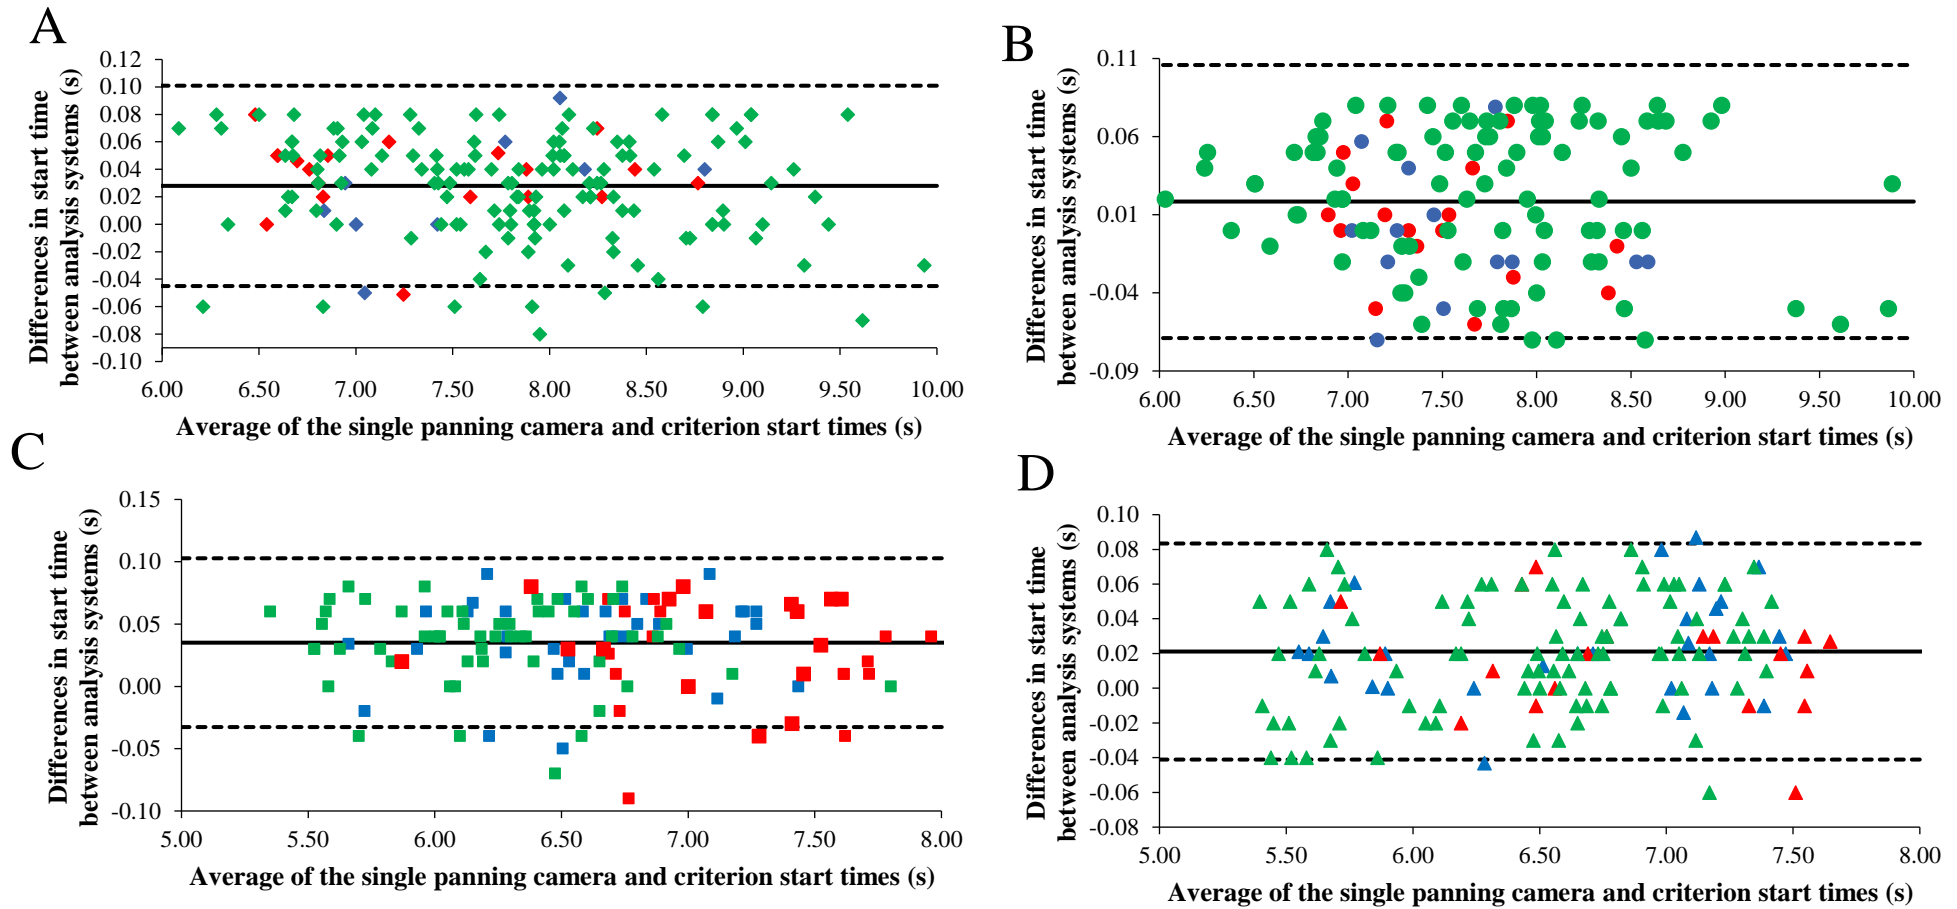 A
0.12
0.10
0.08
0.06
0.04
0.02
0.00
-0.02
-0.04
-0.06
-0.08
-0.10
6.00 6.50 7.00 7.50 8.00 8.50 9.00 9.50 10.00
Differences in start time
between analysis systems (s)
Average of the single panning camera and criterion start times (s)
B
0.11
0.06
0.01
-0.04
-0.09
6.00 6.50 7.00 7.50 8.00 8.50 9.00 9.50 10.00
Differences in start time
between analysis systems (s)
Average of the single panning camera and criterion start times (s)
C
0.15
0.10
0.05
0.00
-0.05
-0.10
5.00 5.50 6.00 6.50 7.00 7.50 8.00
Differences in start time
between analysis systems (s)
Average of the single panning camera and criterion start times (s)
D
0.10
0.08
0.06
0.04
0.02
0.00
-0.02
-0.04
-0.06
-0.08
5.00 5.50 6.00 6.50 7.00 7.50 8.00
Differences in start time
between analysis systems (s)
Average of the single panning camera and criterion start times (s)